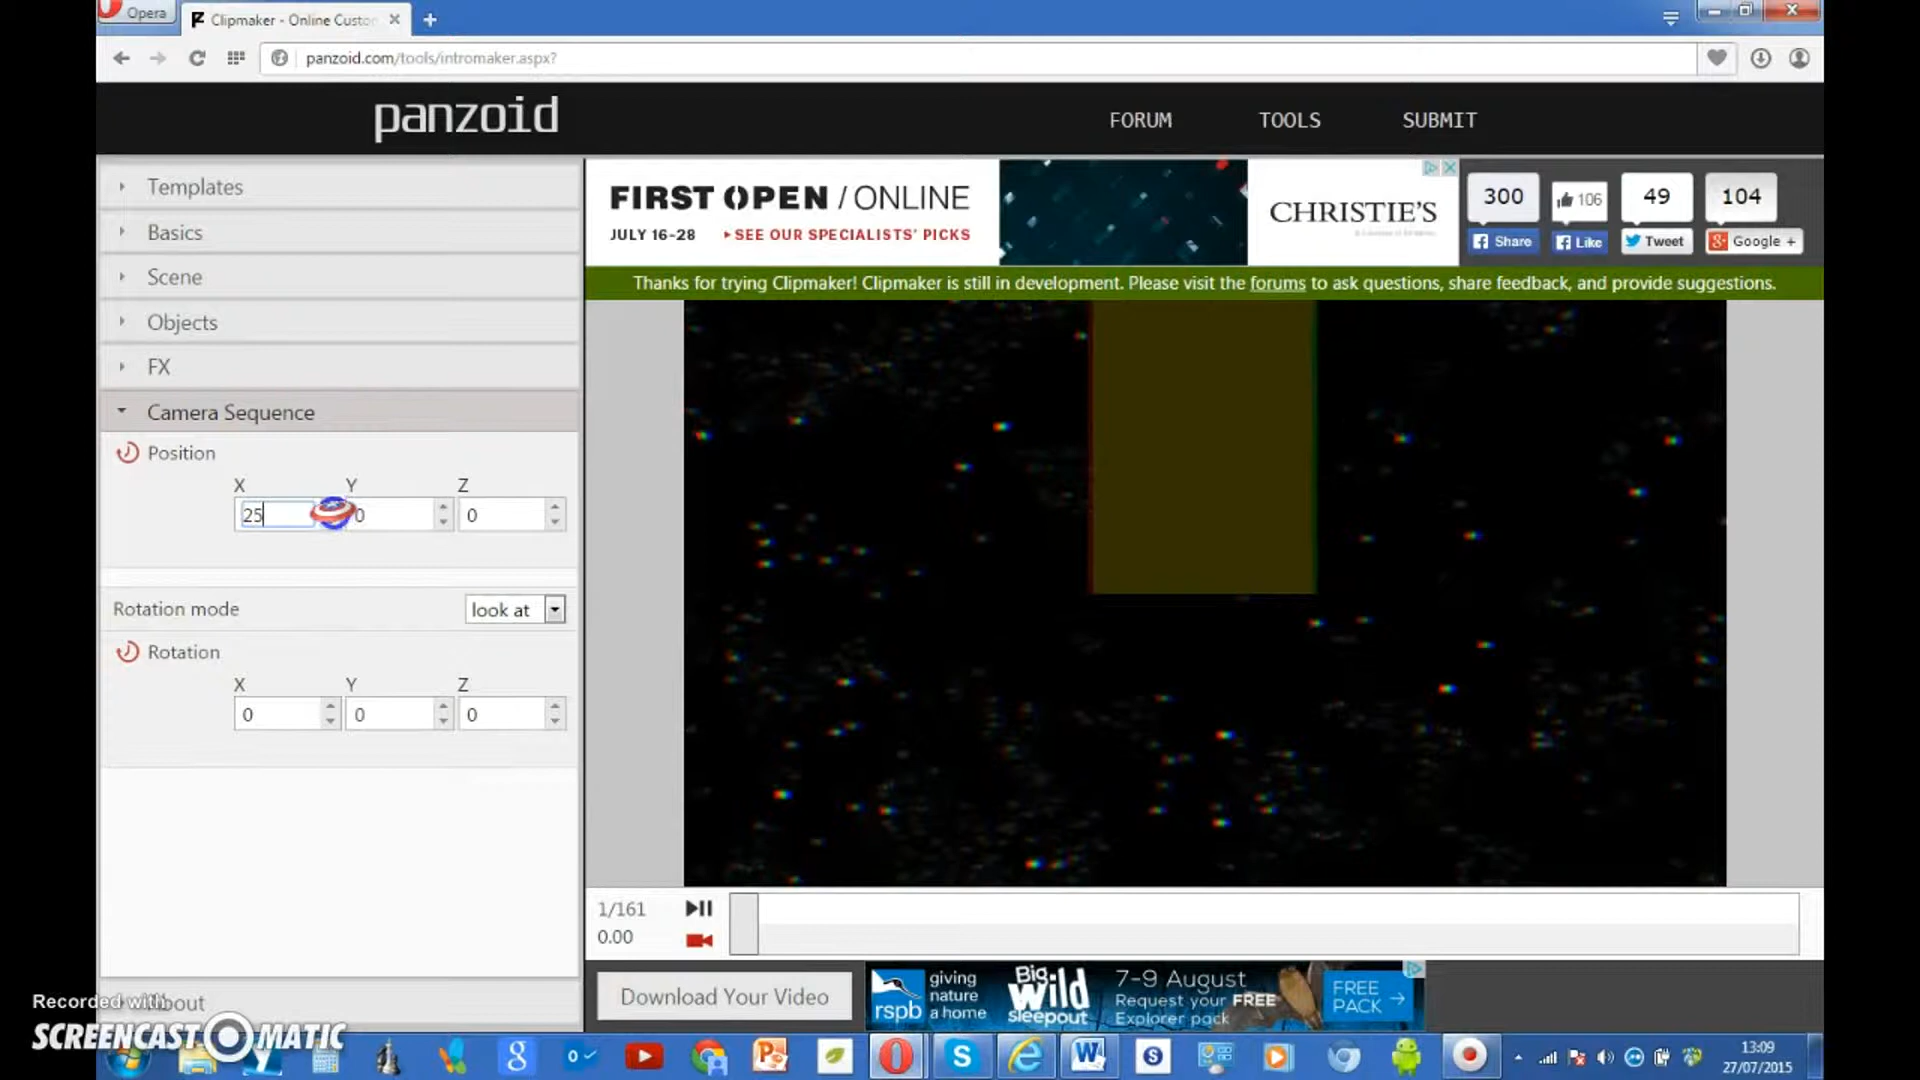 Opera
Clipmaker - Online Custo
panzoid.com/tools/intromaker.aspx?
panzoid
FORUM TOOLS SUBMIT
Templates
Basics
Scene
Objects
FX
Camera Sequence
Position
X Y Z
25 0 0
Rotation mode look at
Rotation
X Y Z
0 0 0
About
FIRST OPEN / ONLINE
JULY 16-28 SEE OUR SPECIALISTS' PICKS
CHRISTIE'S
300 106 49 104
Share Like Tweet Google +
Thanks for trying Clipmaker! Clipmaker is still in development. Please visit the forums to ask questions, share feedback, and provide suggestions.
1/161
0.00
Download Your Video
rspb
giving
nature
a home
Big
wild
sleepout
7-9 August
Request your FREE
Explorer pack
FREE
PACK →
Recorded with
SCREENCAST MATIC
13:09
27/07/2015